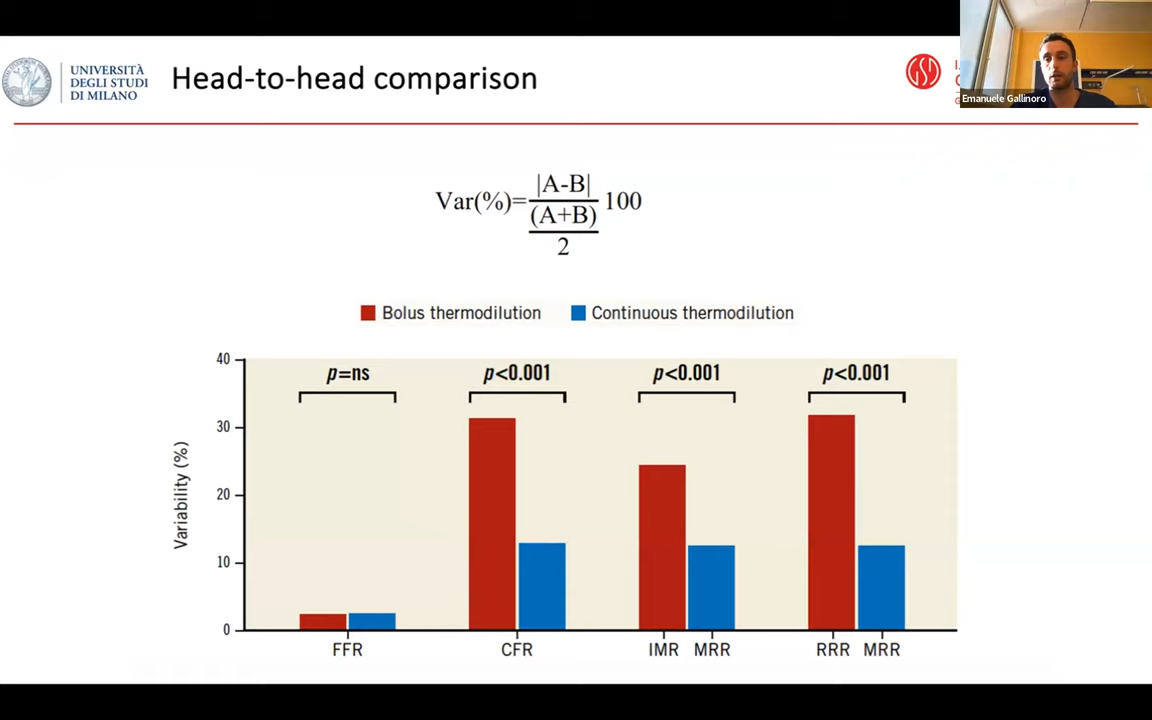 UNIVERSITÀ
DEGLI STUDI
DI MILANO
Head-to-head comparison
Emanuele Gallinoro
Var(%)=|A-B|/((A+B)/2) 100
Bolus thermodilution
Continuous thermodilution
40
30
20
10
0
Variability (%)
p=ns
p<0.001
p<0.001
p<0.001
FFR
CFR
IMR MRR
RRR MRR